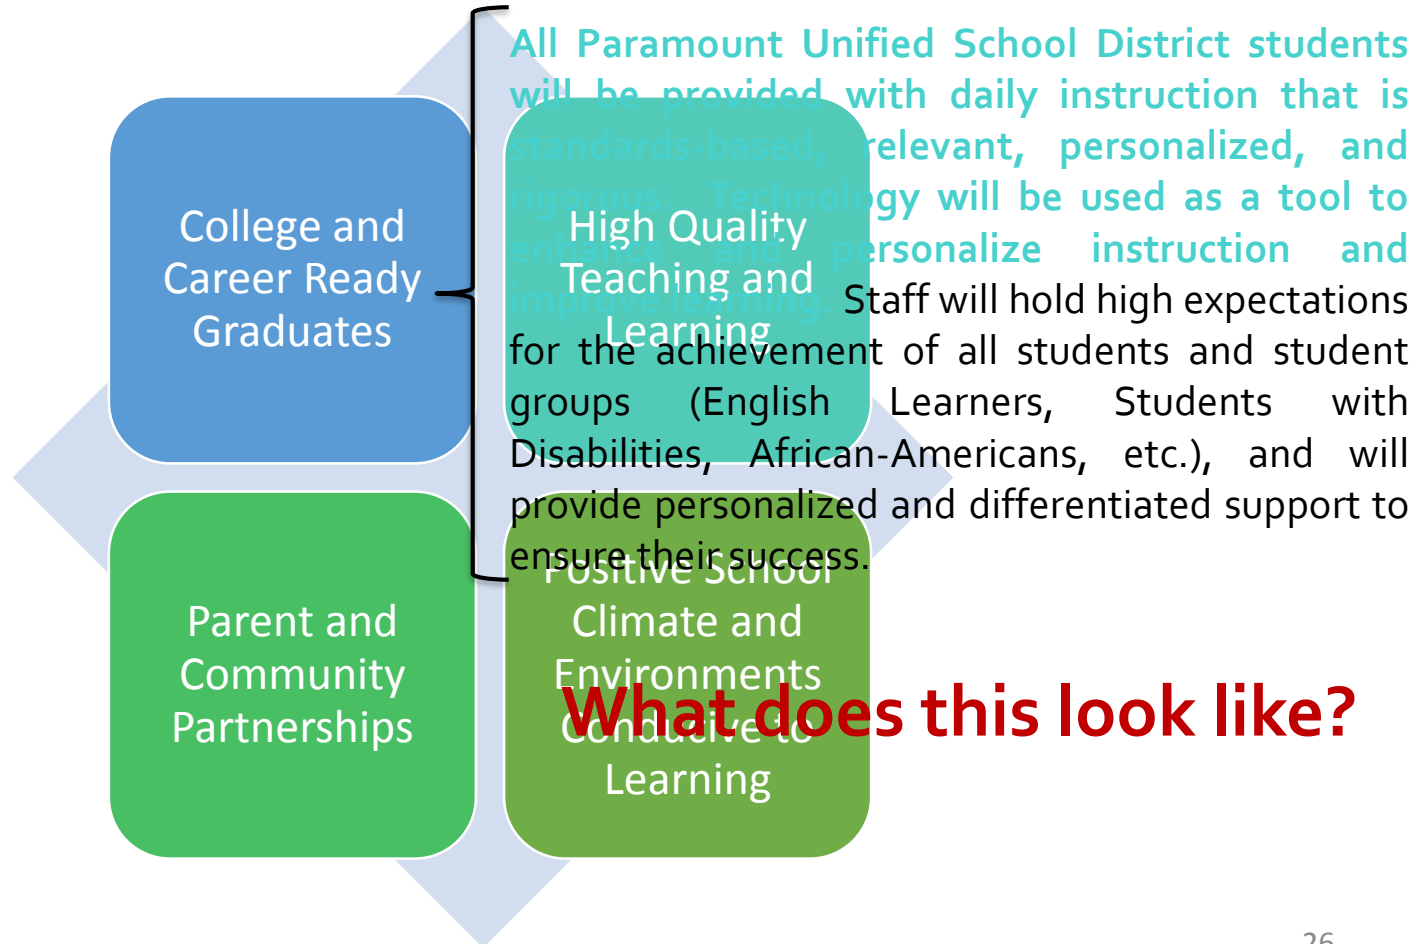 All Paramount Unified School District students
will be provided with daily instruction that is
standards-based, relevant, personalized, and
rigorous. Technology will be used as a tool to
enhance and personalize instruction and
improve learning. Staff will hold high expectations
for the achievement of all students and student
groups (English Learners, Students with
Disabilities, African-Americans, etc.), and will
provide personalized and differentiated support to
ensure their success.
College and
Career Ready
Graduates
High Quality
Teaching and
Learning
Parent and
Community
Partnerships
Positive School
Climate and
Environments
Conducive to
Learning
What does this look like?
26